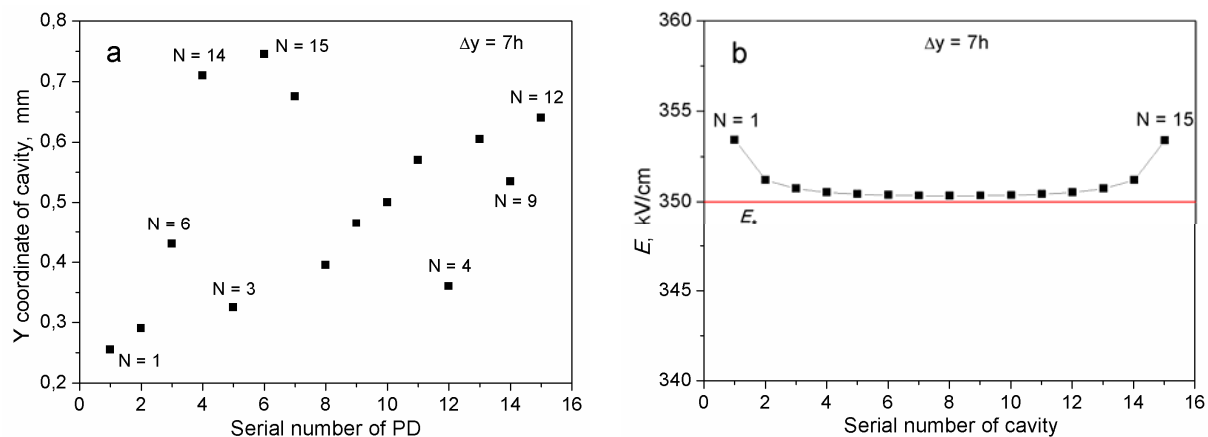 a
Δy = 7h
N = 14
N = 15
N = 12
N = 6
N = 9
N = 3
N = 4
N = 1
0,8
0,7
0,6
0,5
0,4
0,3
0,2
0 2 4 6 8 10 12 14 16
Y coordinate of cavity, mm
Serial number of PD
b
Δy = 7h
N = 1
N = 15
E*
360
355
350
345
340
0 2 4 6 8 10 12 14 16
E, kV/cm
Serial number of cavity